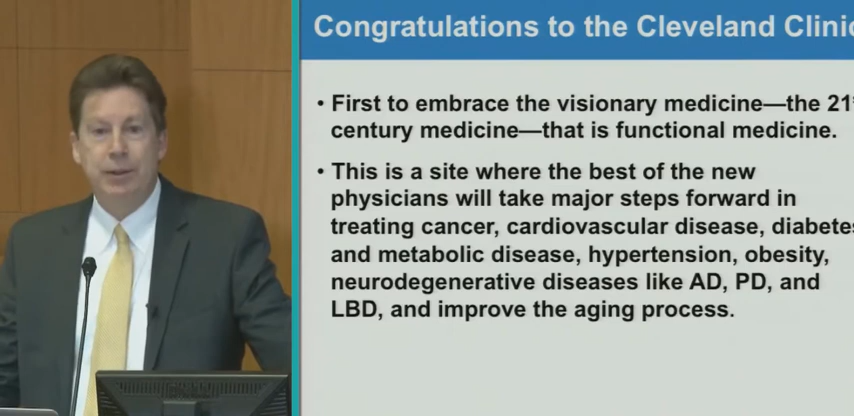 Congratulations to the Cleveland Clinic
• First to embrace the visionary medicine—the 21
century medicine—that is functional medicine.
• This is a site where the best of the new
physicians will take major steps forward in
treating cancer, cardiovascular disease, diabetes
and metabolic disease, hypertension, obesity,
neurodegenerative diseases like AD, PD, and
LBD, and improve the aging process.